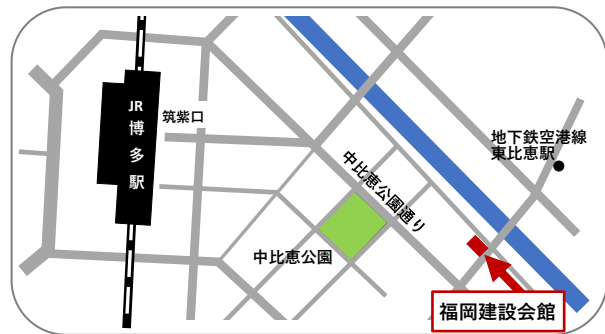 JR
博多駅
筑紫口
地下鉄空港線
東比恵駅
中比恵公園通り
中比恵公園
福岡建設会館